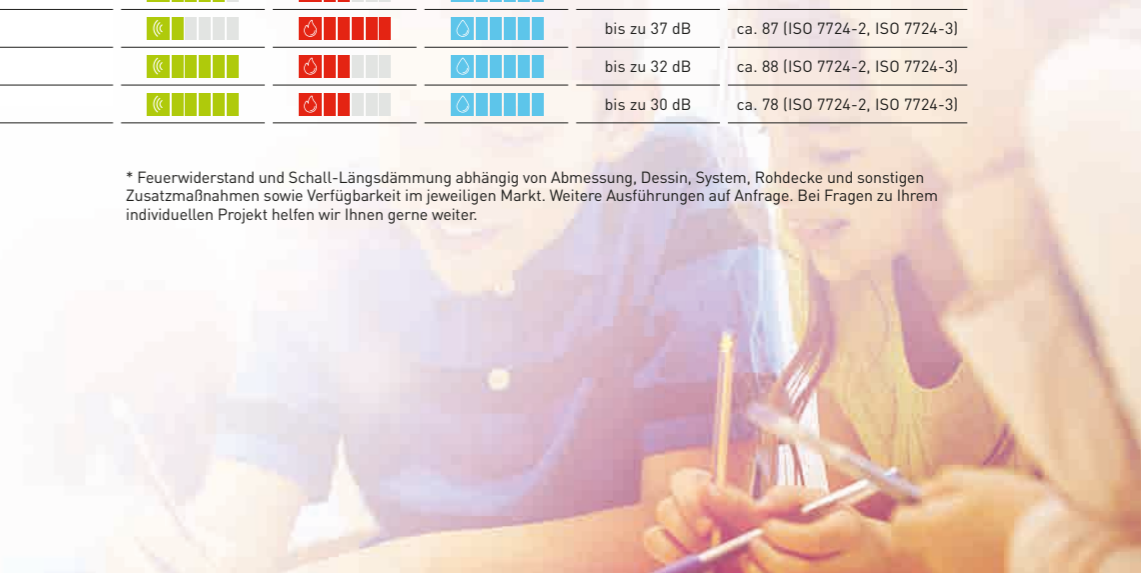 bis zu 37 dB ca. 87 (ISO 7724-2, ISO 7724-3)
bis zu 32 dB ca. 88 (ISO 7724-2, ISO 7724-3)
bis zu 30 dB ca. 78 (ISO 7724-2, ISO 7724-3)
* Feuerwiderstand und Schall-Längsdämmung abhängig von Abmessung, Dessin, System, Rohdecke und sonstigen
Zusatzmaßnahmen sowie Verfügbarkeit im jeweiligen Markt. Weitere Ausführungen auf Anfrage. Bei Fragen zu Ihrem
individuellen Projekt helfen wir Ihnen gerne weiter.